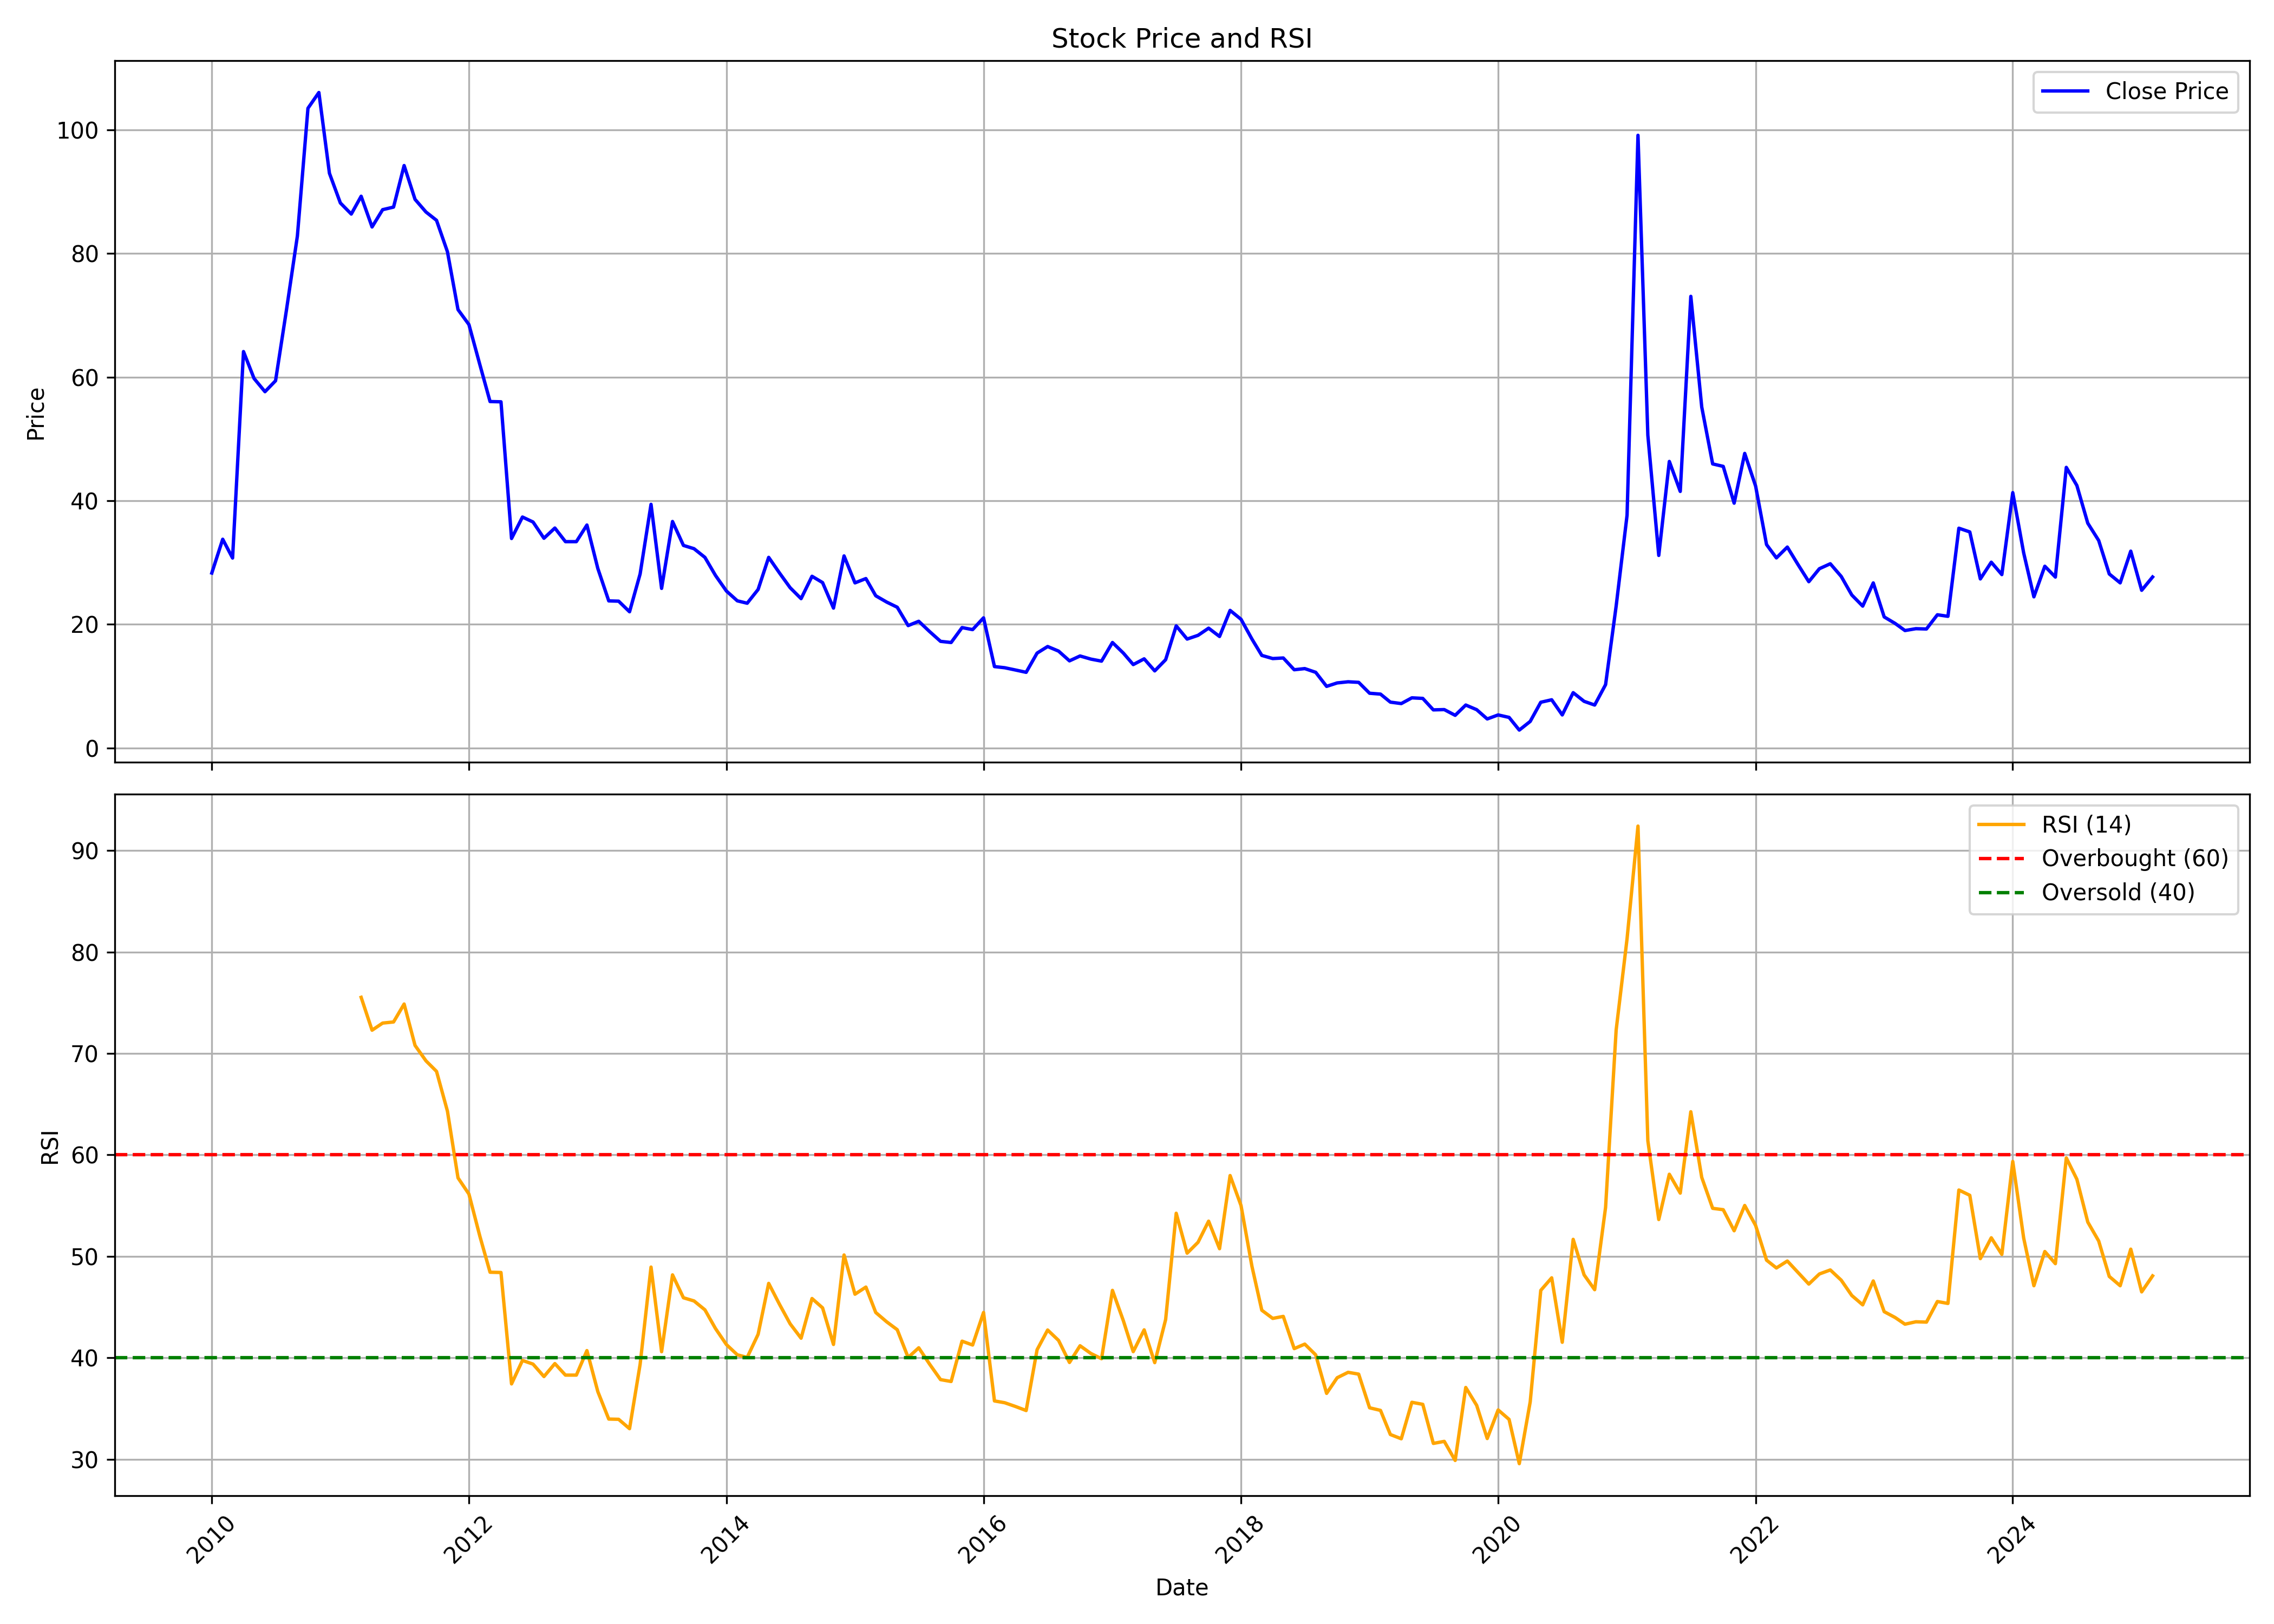 Stock Price and RSI
Close Price
Price
100
80
60
40
20
0
RSI (14)
Overbought (60)
Oversold (40)
RSI
90
80
70
60
50
40
30
2010
2012
2014
2016
2018
2020
2022
2024
Date